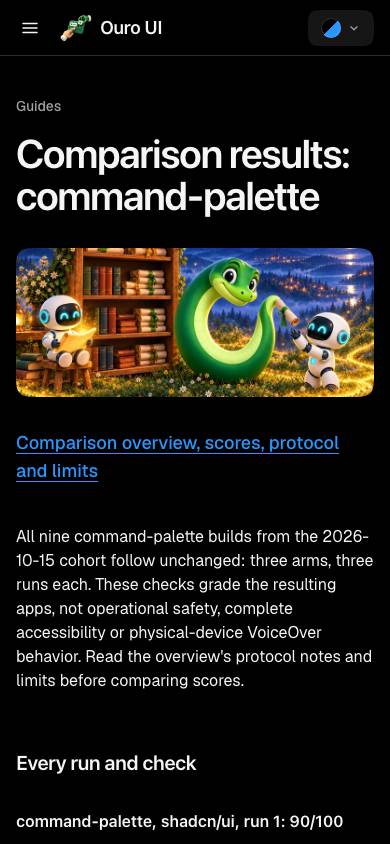 Ouro UI
Guides
Comparison results:
command-palette
Comparison overview, scores, protocol
and limits
All nine command-palette builds from the 2026-
10-15 cohort follow unchanged: three arms, three
runs each. These checks grade the resulting
apps, not operational safety, complete
accessibility or physical-device VoiceOver
behavior. Read the overview's protocol notes and
limits before comparing scores.
Every run and check
command-palette, shadcn/ui, run 1: 90/100